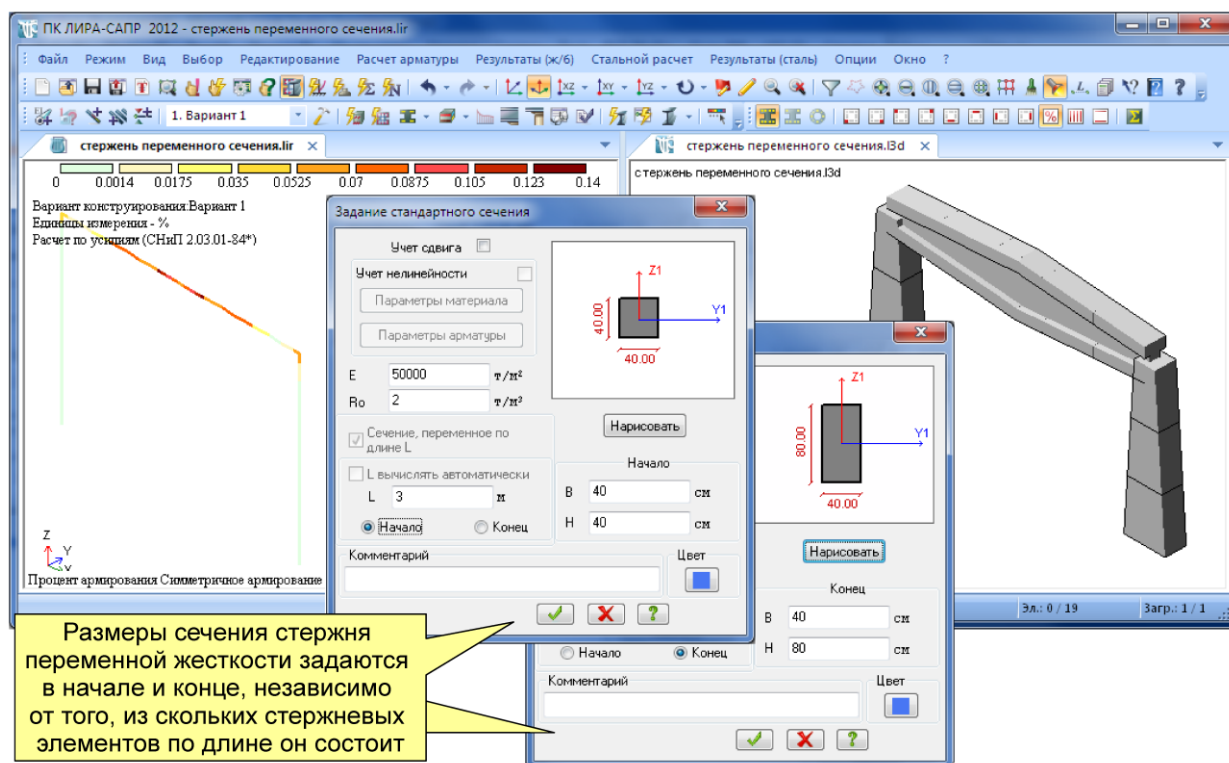 ПК ЛИРА-САПР 2012 - стержень переменного сечения.lir
Файл Режим Вид Выбор Редактирование Расчет арматуры Результаты (ж/б) Стальной расчет Результаты (сталь) Опции Окно ?
1. Вариант 1
стержень переменного сечения.lir
стержень переменного сечения.l3d
0 0.0014 0.0175 0.035 0.0525 0.07 0.0875 0.105 0.123 0.14
Вариант конструирования:Вариант 1
Единицы измерения - %
Расчет по усилиям (СНиП 2.03.01-84*)
Z
Y
X
Процент армирования Симметричное армирование
стержень переменного сечения.l3d
Эл.: 0 / 19
Загр.: 1 / 1
Задание стандартного сечения
Учет сдвига
Учет нелинейности
Параметры материала
Параметры арматуры
E 50000 т/м²
Ro 2 т/м³
Сечение, переменное по
длине L
L вычислять автоматически
L 3 м
Начало Конец
Комментарий
Z1
Y1
40.00
40.00
Нарисовать
Начало
B 40 см
H 40 см
Цвет
Z1
Y1
80.00
40.00
Нарисовать
Конец
B 40 см
H 80 см
Начало Конец
Комментарий
Цвет
Размеры сечения стержня
переменной жесткости задаются
в начале и конце, независимо
от того, из скольких стержневых
элементов по длине он состоит